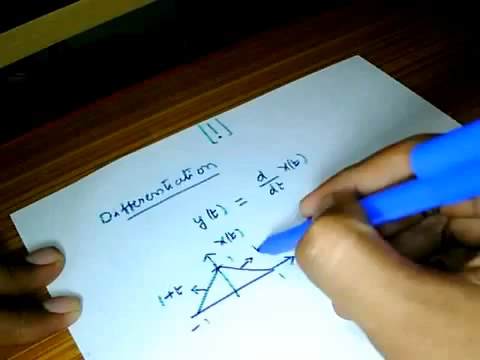 Differentiation
y(t) = d/dt x(t)
x(t)
1
1+t
-1
1